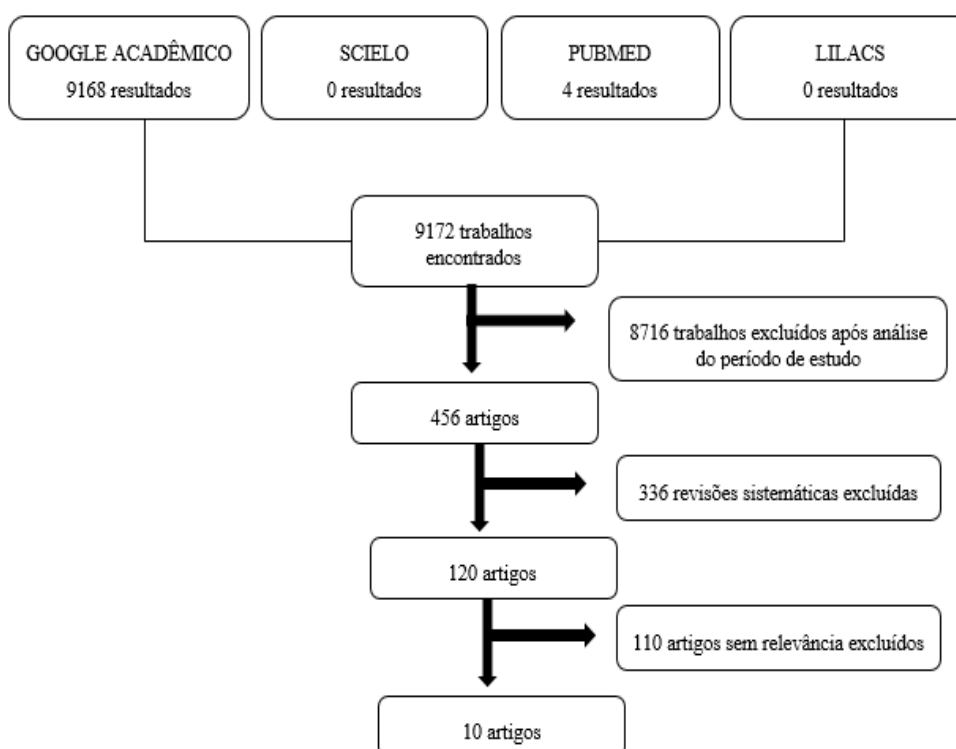 GOOGLE ACADÊMICO
9168 resultados
SCIELO
0 resultados
PUBMED
4 resultados
LILACS
0 resultados
9172 trabalhos
encontrados
8716 trabalhos excluídos após análise
do período de estudo
456 artigos
336 revisões sistemáticas excluídas
120 artigos
110 artigos sem relevância excluídos
10 artigos